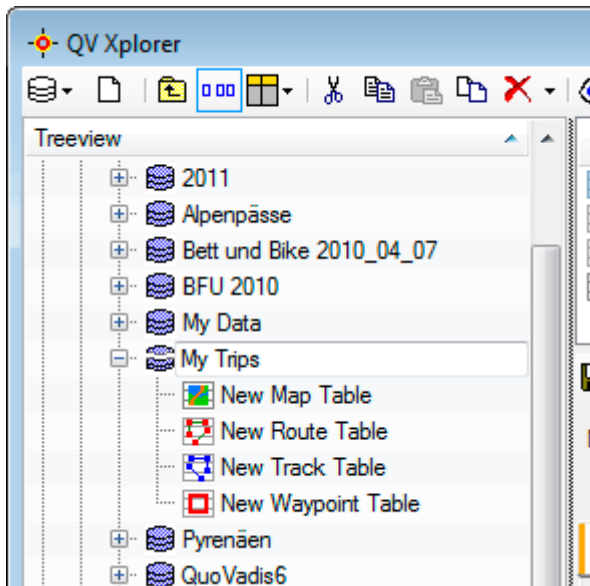 QV Xplorer
Treeview
2011
Alpenpässe
Bett und Bike 2010_04_07
BFU 2010
My Data
My Trips
New Map Table
New Route Table
New Track Table
New Waypoint Table
Pyrenäen
QuoVadis6